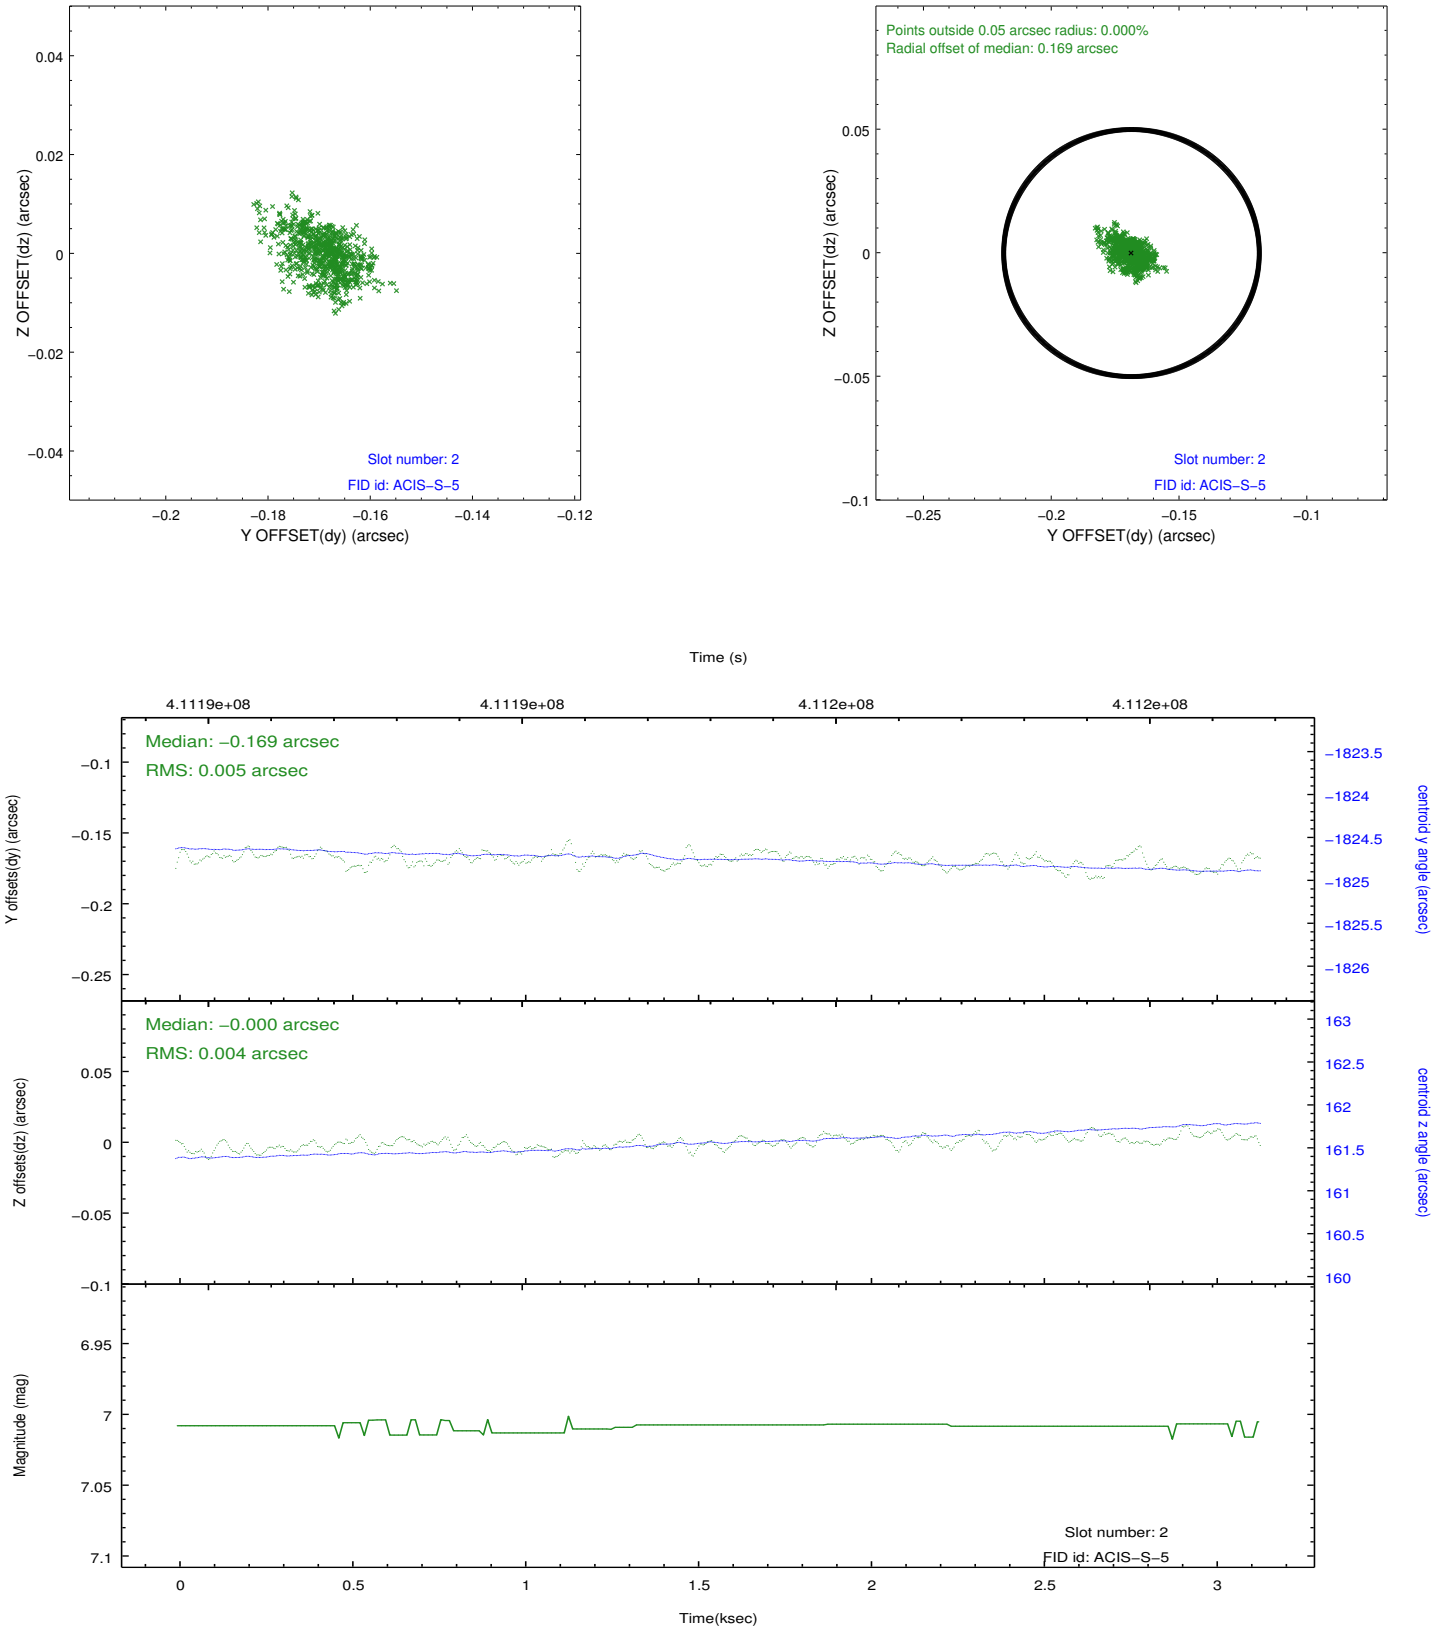 0.04
0.02
0
−0.02
−0.04
Z OFFSET(dz) (arcsec)
Slot number: 2
FID id: ACIS−S−5
−0.2
−0.18
−0.16
−0.14
−0.12
Y OFFSET(dy) (arcsec)
Points outside 0.05 arcsec radius: 0.000%
Radial offset of median: 0.169 arcsec
0.05
0
−0.05
−0.1
Z OFFSET(dz) (arcsec)
Slot number: 2
FID id: ACIS−S−5
−0.25
−0.2
−0.15
−0.1
Y OFFSET(dy) (arcsec)
Time (s)
4.1119e+08
4.1119e+08
4.112e+08
4.112e+08
Median: −0.169 arcsec
RMS: 0.005 arcsec
−0.1
−0.15
−0.2
−0.25
Y offsets(dy) (arcsec)
−1823.5
−1824
−1824.5
−1825
−1825.5
−1826
centroid y angle (arcsec)
Median: −0.000 arcsec
RMS: 0.004 arcsec
0.05
0
−0.05
−0.1
Z offsets(dz) (arcsec)
163
162.5
162
161.5
161
160.5
160
centroid z angle (arcsec)
6.95
7
7.05
7.1
Magnitude (mag)
Slot number: 2
FID id: ACIS−S−5
0
0.5
1
1.5
2
2.5
3
Time(ksec)